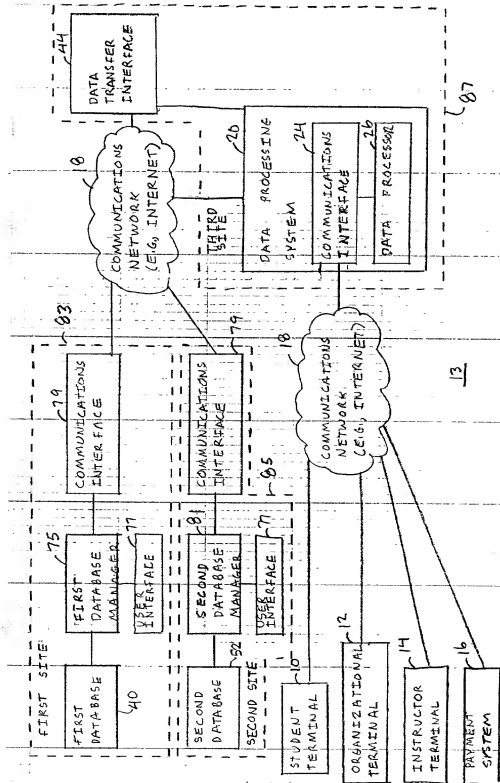 FIRST SITE
FIRST
DATABASE
40
75
FIRST
DATABASE
MANAGER
USER
INTERFACE
77
79
COMMUNICATIONS
INTERFACE
83
SECOND
DATABASE
52
SECOND SITE
81
SECOND
DATABASE
MANAGER
USER
INTERFACE
77
COMMUNICATIONS
INTERFACE
79
85
18
COMMUNICATIONS
NETWORK
(E.G., INTERNET)
44
DATA
TRANSFER
INTERFACE
THIRD
SITE
DATA PROCESSING
SYSTEM
20
24
COMMUNICATIONS
INTERFACE
26
DATA PROCESSOR
87
18
COMMUNICATIONS
NETWORK
(E.G., INTERNET)
10
STUDENT
TERMINAL
12
ORGANIZATIONAL
TERMINAL
14
INSTRUCTOR
TERMINAL
16
PAYMENT
SYSTEM
13